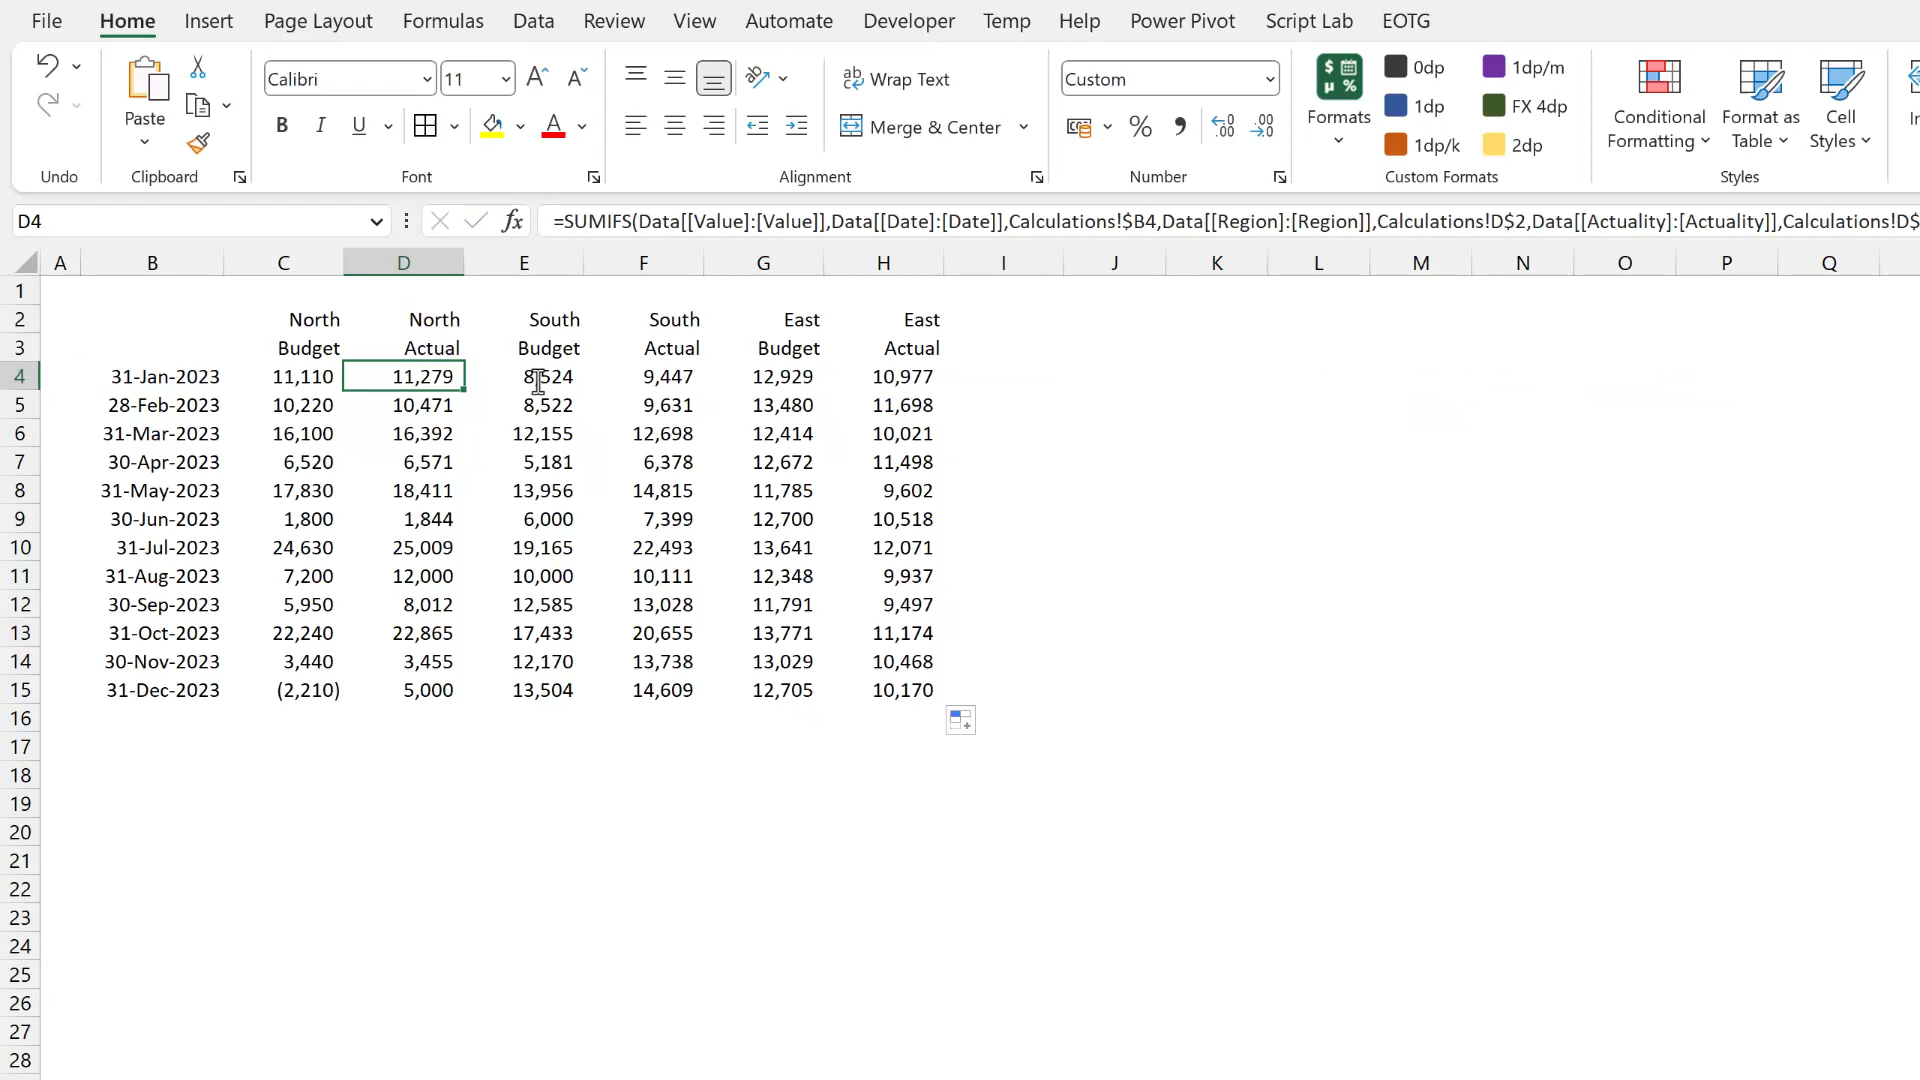 File Home Insert Page Layout Formulas Data Review View Automate Developer Temp Help Power Pivot Script Lab EOTG
Calibri 11 A A ab Wrap Text Custom $ % 0dp 1dp/m
1dp FX 4dp
Paste B I U A Merge & Center % Formats 1dp/k 2dp Conditional Formatting Format as Table Cell Styles
Undo Clipboard Font Alignment Number Custom Formats Styles
D4 fx =SUMIFS(Data[[Value]:[Value]],Data[[Date]:[Date]],Calculations!$B4,Data[[Region]:[Region]],Calculations!D$2,Data[[Actuality]:[Actuality]],Calculations!D$
A B C D E F G H I J K L M N O P Q
1
2 North North South South East East
3 Budget Actual Budget Actual Budget Actual
4 31-Jan-2023 11,110 11,279 8,524 9,447 12,929 10,977
5 28-Feb-2023 10,220 10,471 8,522 9,631 13,480 11,698
6 31-Mar-2023 16,100 16,392 12,155 12,698 12,414 10,021
7 30-Apr-2023 6,520 6,571 5,181 6,378 12,672 11,498
8 31-May-2023 17,830 18,411 13,956 14,815 11,785 9,602
9 30-Jun-2023 1,800 1,844 6,000 7,399 12,700 10,518
10 31-Jul-2023 24,630 25,009 19,165 22,493 13,641 12,071
11 31-Aug-2023 7,200 12,000 10,000 10,111 12,348 9,937
12 30-Sep-2023 5,950 8,012 12,585 13,028 11,791 9,497
13 31-Oct-2023 22,240 22,865 17,433 20,655 13,771 11,174
14 30-Nov-2023 3,440 3,455 12,170 13,738 13,029 10,468
15 31-Dec-2023 (2,210) 5,000 13,504 14,609 12,705 10,170
16
17
18
19
20
21
22
23
24
25
26
27
28